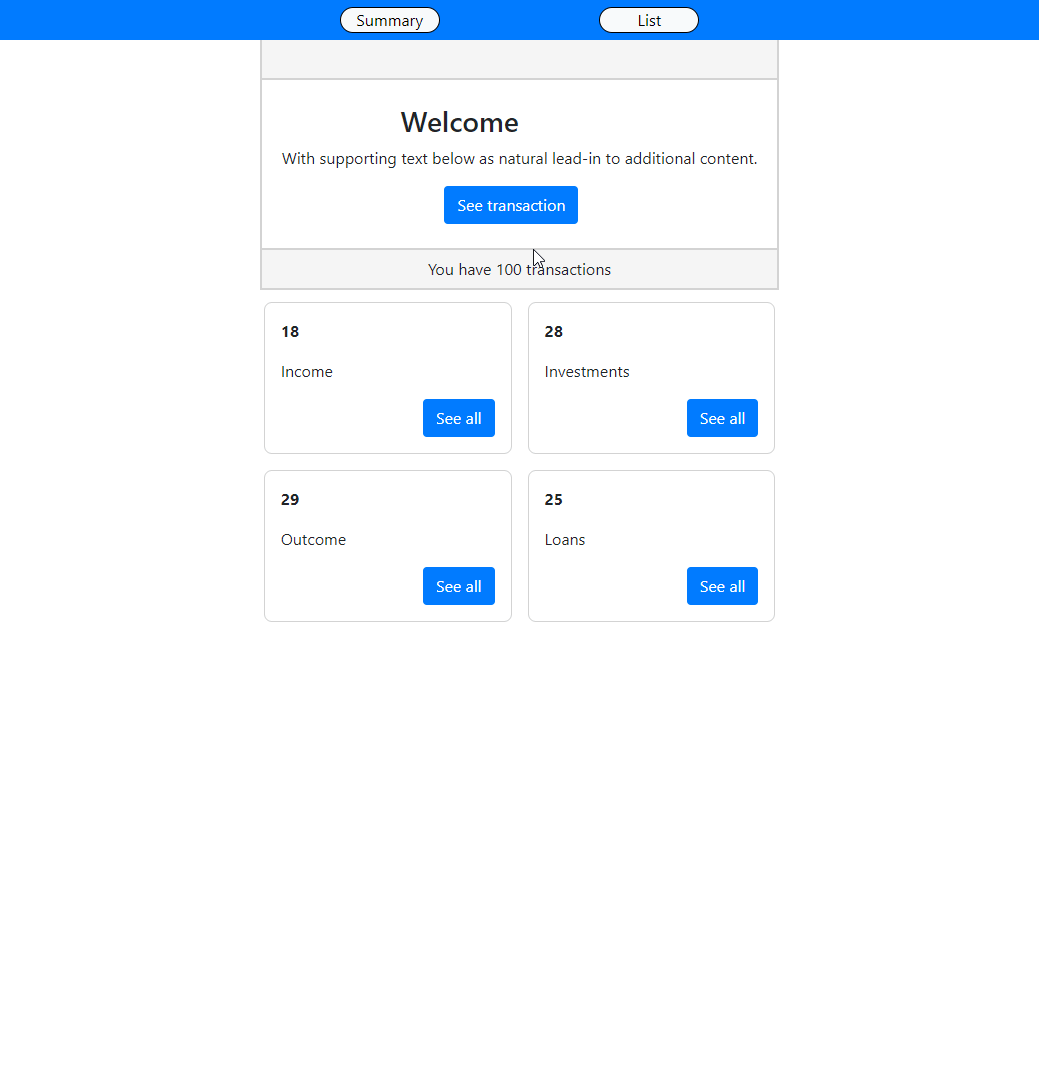 Summary
List
Welcome
With supporting text below as natural lead-in to additional content.
See transaction
You have 100 transactions
18
Income
See all
28
Investments
See all
29
Outcome
See all
25
Loans
See all